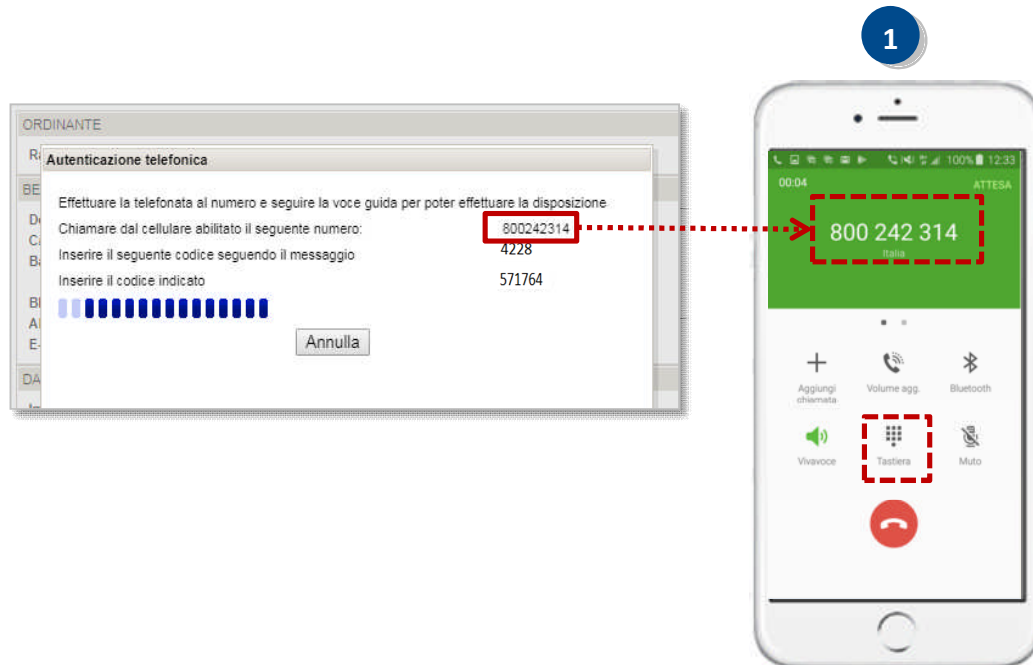 1
ORDINANTE
Autenticazione telefonica
BE
Effettuare la telefonata al numero e seguire la voce guida per poter effettuare la disposizione
Chiamare dal cellulare abilitato il seguente numero: 800242314
Inserire il seguente codice seguendo il messaggio 4228
Inserire il codice indicato 571764
E-
DA
Annulla
100% 12:33
00:04 ATTESA
800 242 314
Italia
Aggiungi chiamata
Volume agg.
Bluetooth
Vivavoce
Tastiera
Muto